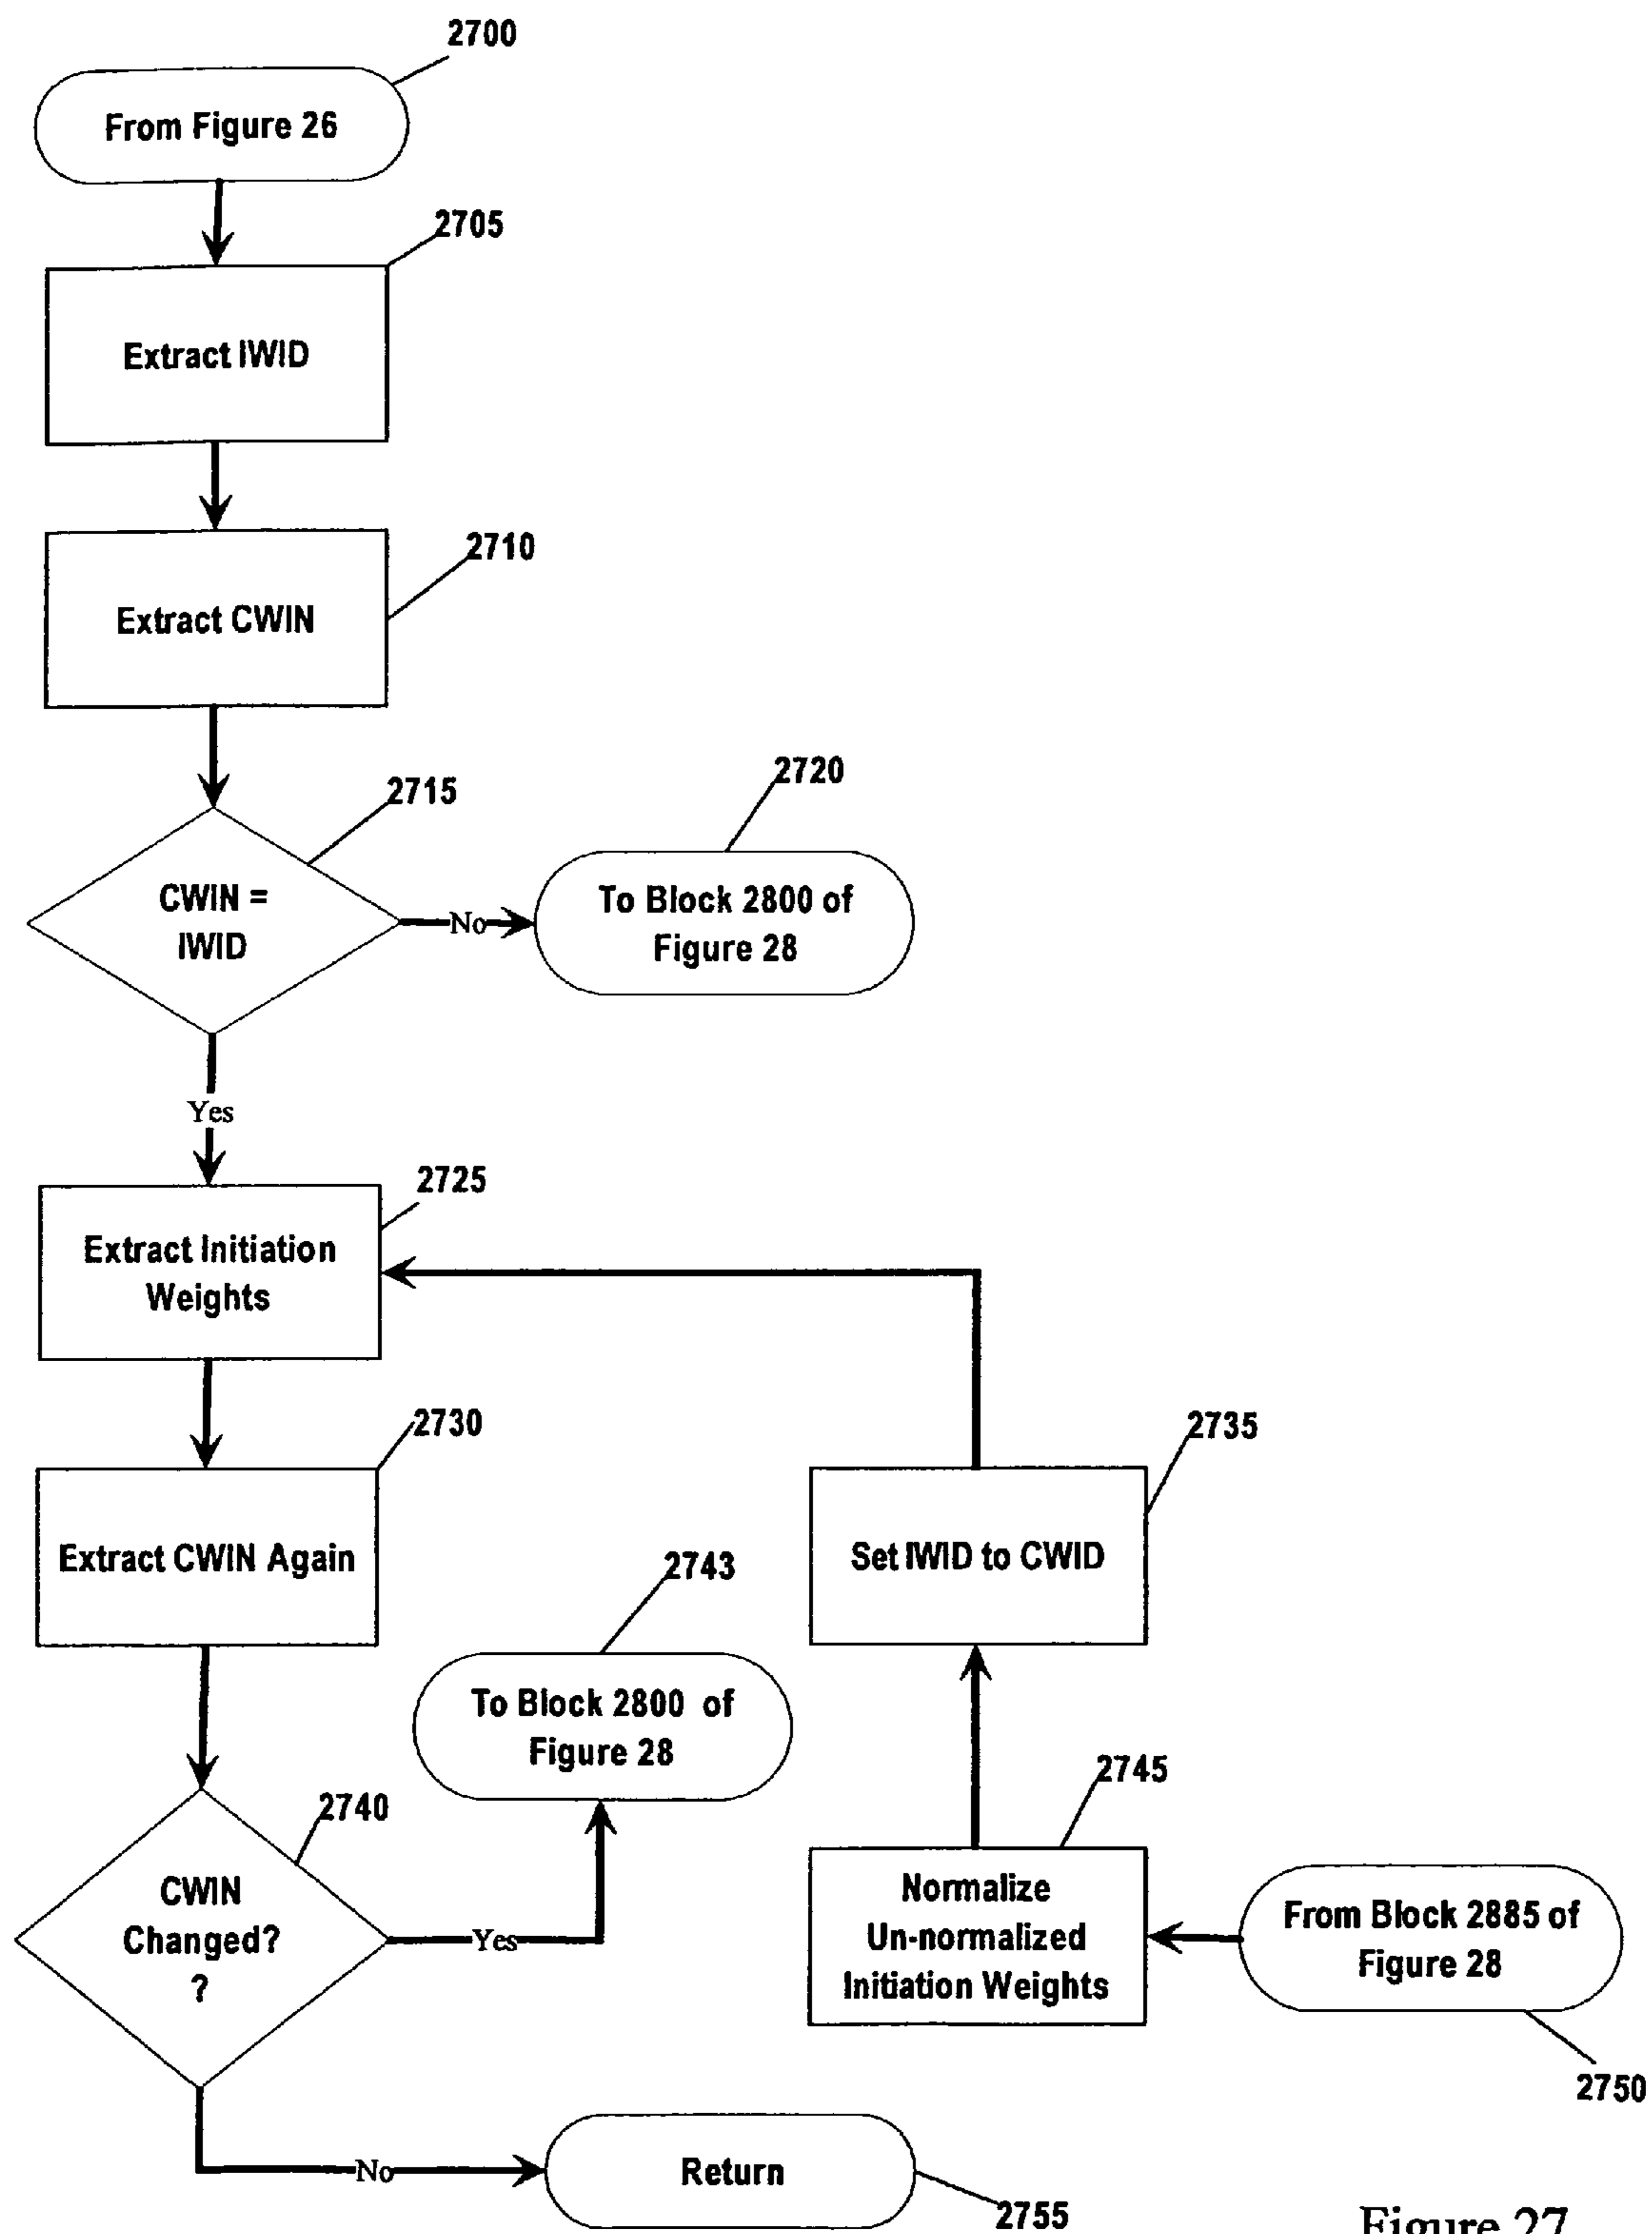 2700
From Figure 26
2705
Extract IWID
2710
Extract CWIN
2715
CWIN =
IWID
No
2720
To Block 2800 of
Figure 28
Yes
2725
Extract Initiation
Weights
2730
Extract CWIN Again
2735
Set IWID to CWID
2743
To Block 2800 of
Figure 28
2740
CWIN
Changed?
?
Yes
2745
Normalize
Un-normalized
Initiation Weights
From Block 2885 of
Figure 28
2750
No
Return
2755
Figure 27